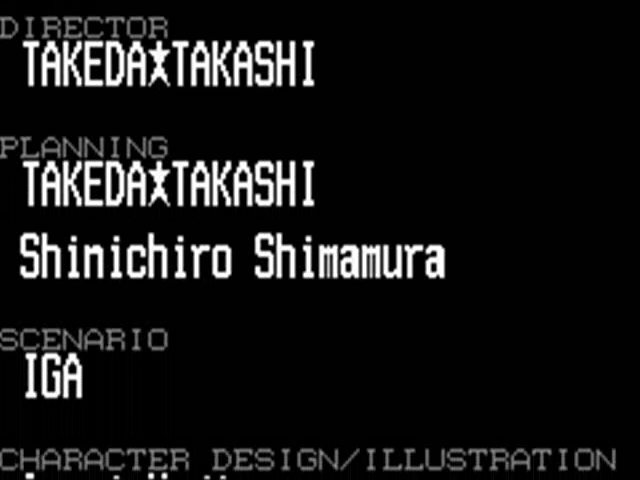 DIRECTOR
TAKEDA★TAKASHI
PLANNING
TAKEDA★TAKASHI
Shinichiro Shimamura
SCENARIO
IGA
CHARACTER DESIGN/ILLUSTRATION